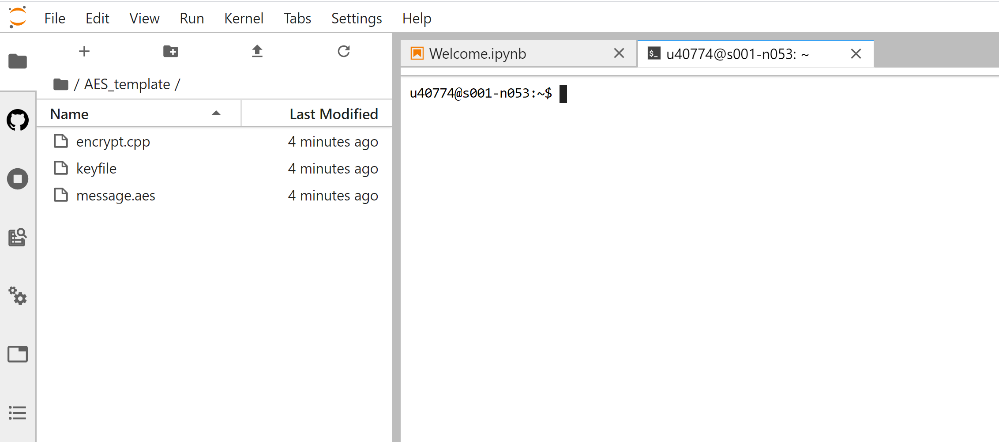 File Edit View Run Kernel Tabs Settings Help
/ AES_template /
Name Last Modified
encrypt.cpp 4 minutes ago
keyfile 4 minutes ago
message.aes 4 minutes ago
Welcome.ipynb
$_ u40774@s001-n053: ~
u40774@s001-n053:~$